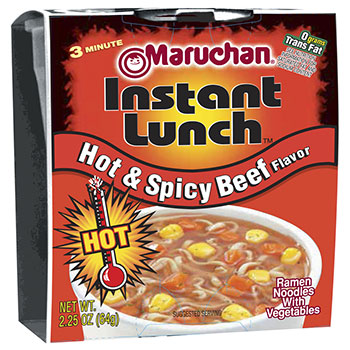 3 MINUTE
0 grams
Trans Fat
Maruchan
Instant
Lunch™
Hot & Spicy Beef Flavor
HOT
Ramen
Noodles
With
Vegetables
NET WT.
2.25 OZ (64g)